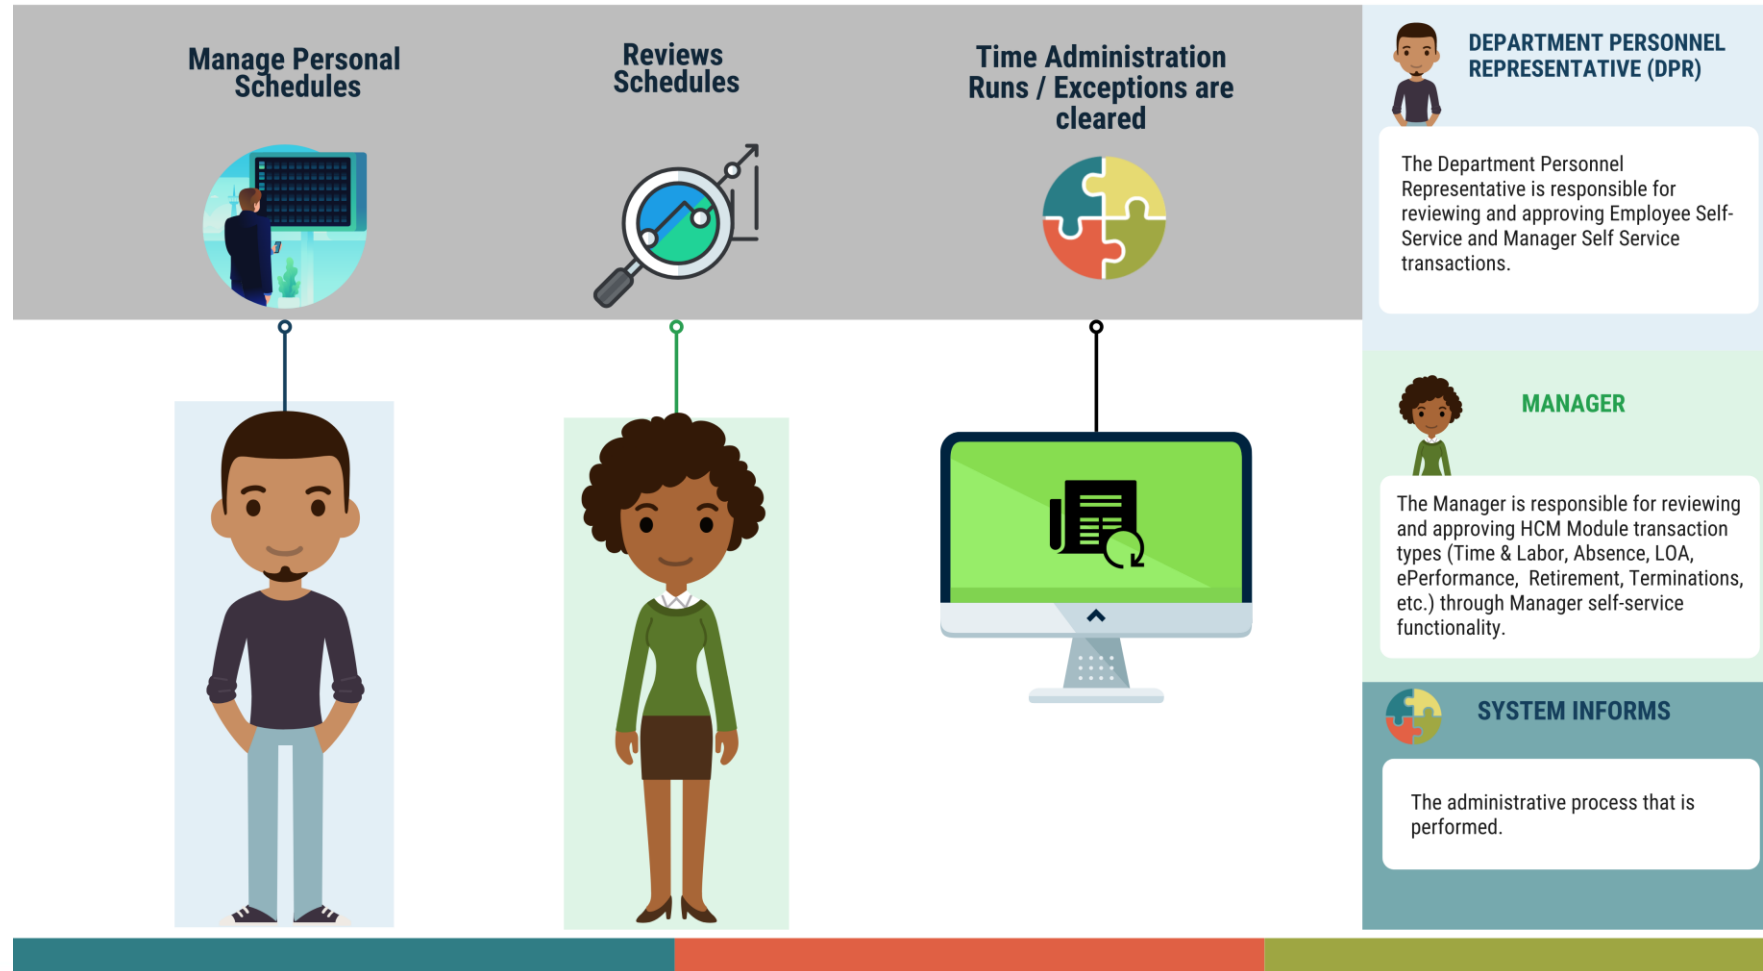 Manage Personal
Schedules
Reviews
Schedules
Time Administration
Runs / Exceptions are
cleared
DEPARTMENT PERSONNEL
REPRESENTATIVE (DPR)
The Department Personnel
Representative is responsible for
reviewing and approving Employee Self-
Service and Manager Self Service
transactions.
MANAGER
The Manager is responsible for reviewing
and approving HCM Module transaction
types (Time & Labor, Absence, LOA,
ePerformance, Retirement, Terminations,
etc.) through Manager self-service
functionality.
SYSTEM INFORMS
The administrative process that is
performed.